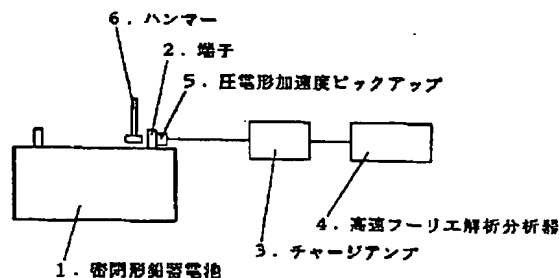 6．ハンマー
2．端子
5．圧電形加速度ピックアップ
4．高速フーリエ解析分析器
3．チャージアンプ
1．密閉形鉛蓄電池